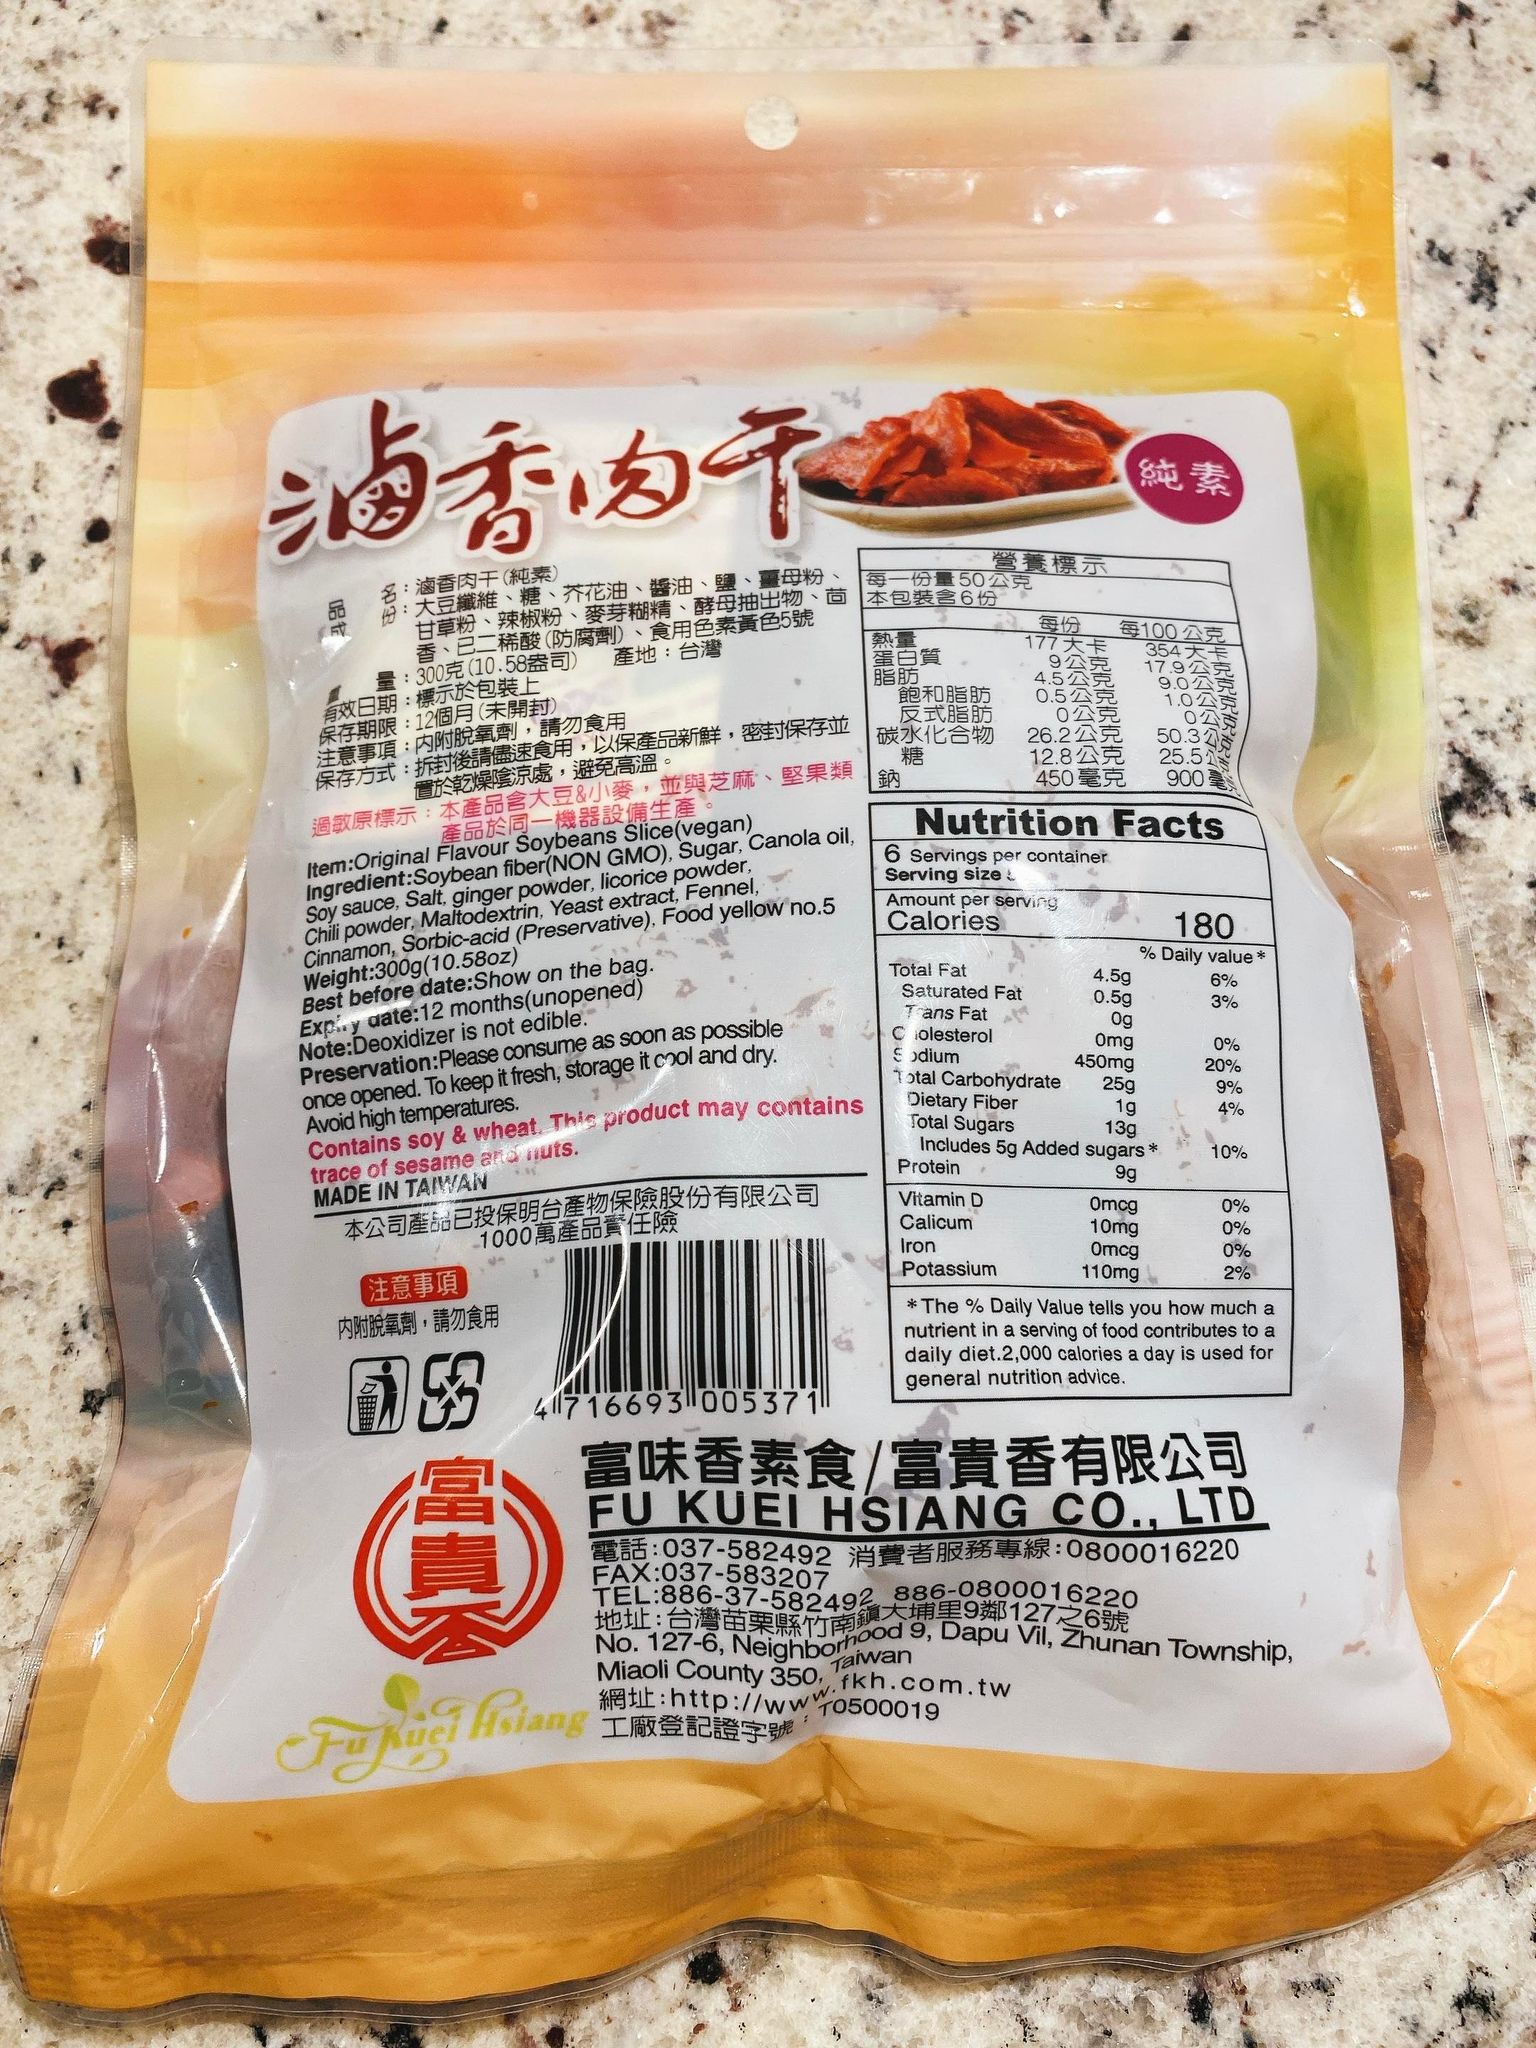 滷香肉干
純素
品名：滷香肉干(純素)
成份：大豆纖維、糖、芥花油、醬油、鹽、薑母粉、
甘草粉、辣椒粉、麥芽糊精、酵母抽出物、茴
香、己二稀酸(防腐劑)、食用色素黃色5號
量：300克(10.58盎司) 產地：台灣
有效日期：標示於包裝上
保存期限：12個月(未開封)
注意事項：內附脫氧劑，請勿食用
保存方式：拆封後請儘速食用，以保產品新鮮，密封保存並
置於乾燥陰涼處，避免高溫。
過敏原標示：本產品含大豆&小麥，並與芝麻、堅果類
產品於同一機器設備生產。
Item:Original Flavour Soybeans Slice(vegan)
Ingredient:Soybean fiber(NON GMO), Sugar, Canola oil,
Soy sauce, Salt, ginger powder, licorice powder,
Chili powder, Maltodextrin, Yeast extract, Fennel,
Cinnamon, Sorbic-acid (Preservative), Food yellow no.5
Weight:300g(10.58oz)
Best before date:Show on the bag.
Expiry date:12 months(unopened)
Note:Deoxidizer is not edible.
Preservation:Please consume as soon as possible
once opened. To keep it fresh, storage it cool and dry.
Avoid high temperatures.
Contains soy & wheat. This product may contains
trace of sesame and nuts.
MADE IN TAIWAN
本公司產品已投保明台產物保險股份有限公司
1000萬產品責任險
注意事項
內附脫氧劑，請勿食用
4 716693 005371
營養標示
每一份量50公克
本包裝含6份
每份 每100公克
熱量 177大卡 354大卡
蛋白質 9公克 17.9公克
脂肪 4.5公克 9.0公克
飽和脂肪 0.5公克 1.0公克
反式脂肪 0公克 0公克
碳水化合物 26.2公克 50.3公克
糖 12.8公克 25.5公
鈉 450毫克 900毫
Nutrition Facts
6 Servings per container
Serving size
Amount per serving
Calories 180
% Daily value*
Total Fat 4.5g 6%
Saturated Fat 0.5g 3%
Trans Fat 0g
Cholesterol 0mg 0%
Sodium 450mg 20%
Total Carbohydrate 25g 9%
Dietary Fiber 1g 4%
Total Sugars 13g
Includes 5g Added sugars* 10%
Protein 9g
Vitamin D 0mcg 0%
Calicum 10mg 0%
Iron 0mcg 0%
Potassium 110mg 2%
*The % Daily Value tells you how much a
nutrient in a serving of food contributes to a
daily diet.2,000 calories a day is used for
general nutrition advice.
富貴香
Fu Kuei Hsiang
富味香素食/富貴香有限公司
FU KUEI HSIANG CO., LTD
電話:037-582492 消費者服務專線:0800016220
FAX:037-583207
TEL:886-37-582492 886-0800016220
地址:台灣苗栗縣竹南鎮大埔里9鄰127之6號
No. 127-6, Neighborhood 9, Dapu Vil, Zhunan Township,
Miaoli County 350, Taiwan
網址:http://www.fkh.com.tw
工廠登記證字號：T0500019